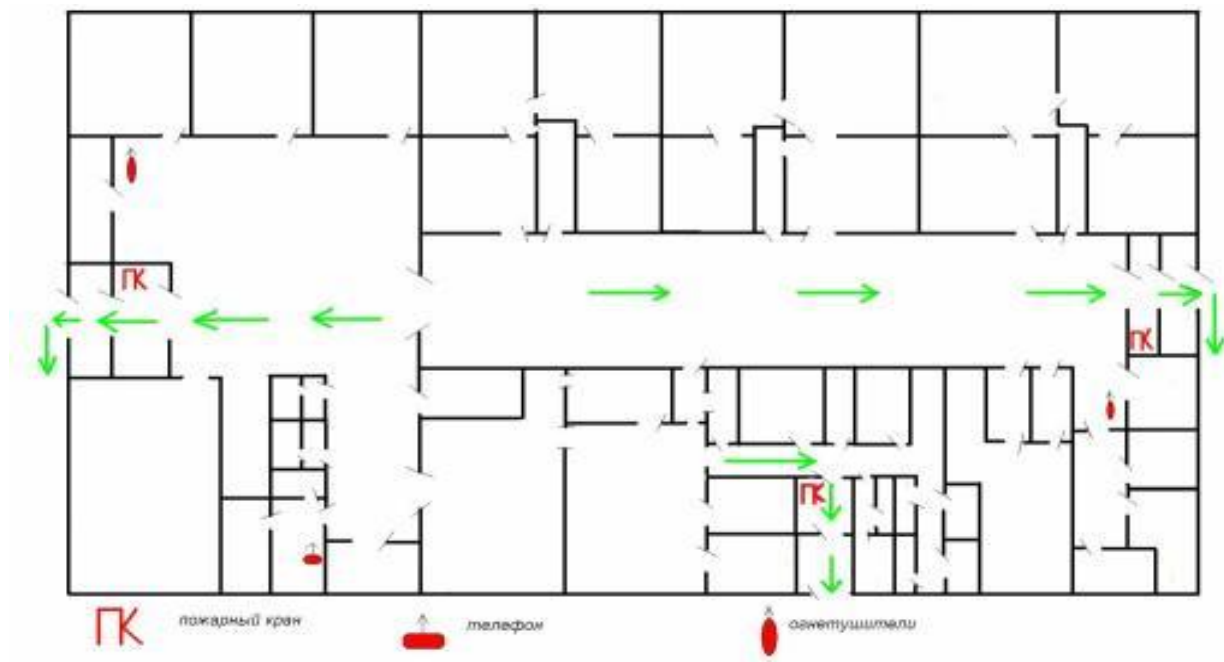 ПК
ПК
ПК
ПК пожарный кран
телефон
огнетушители